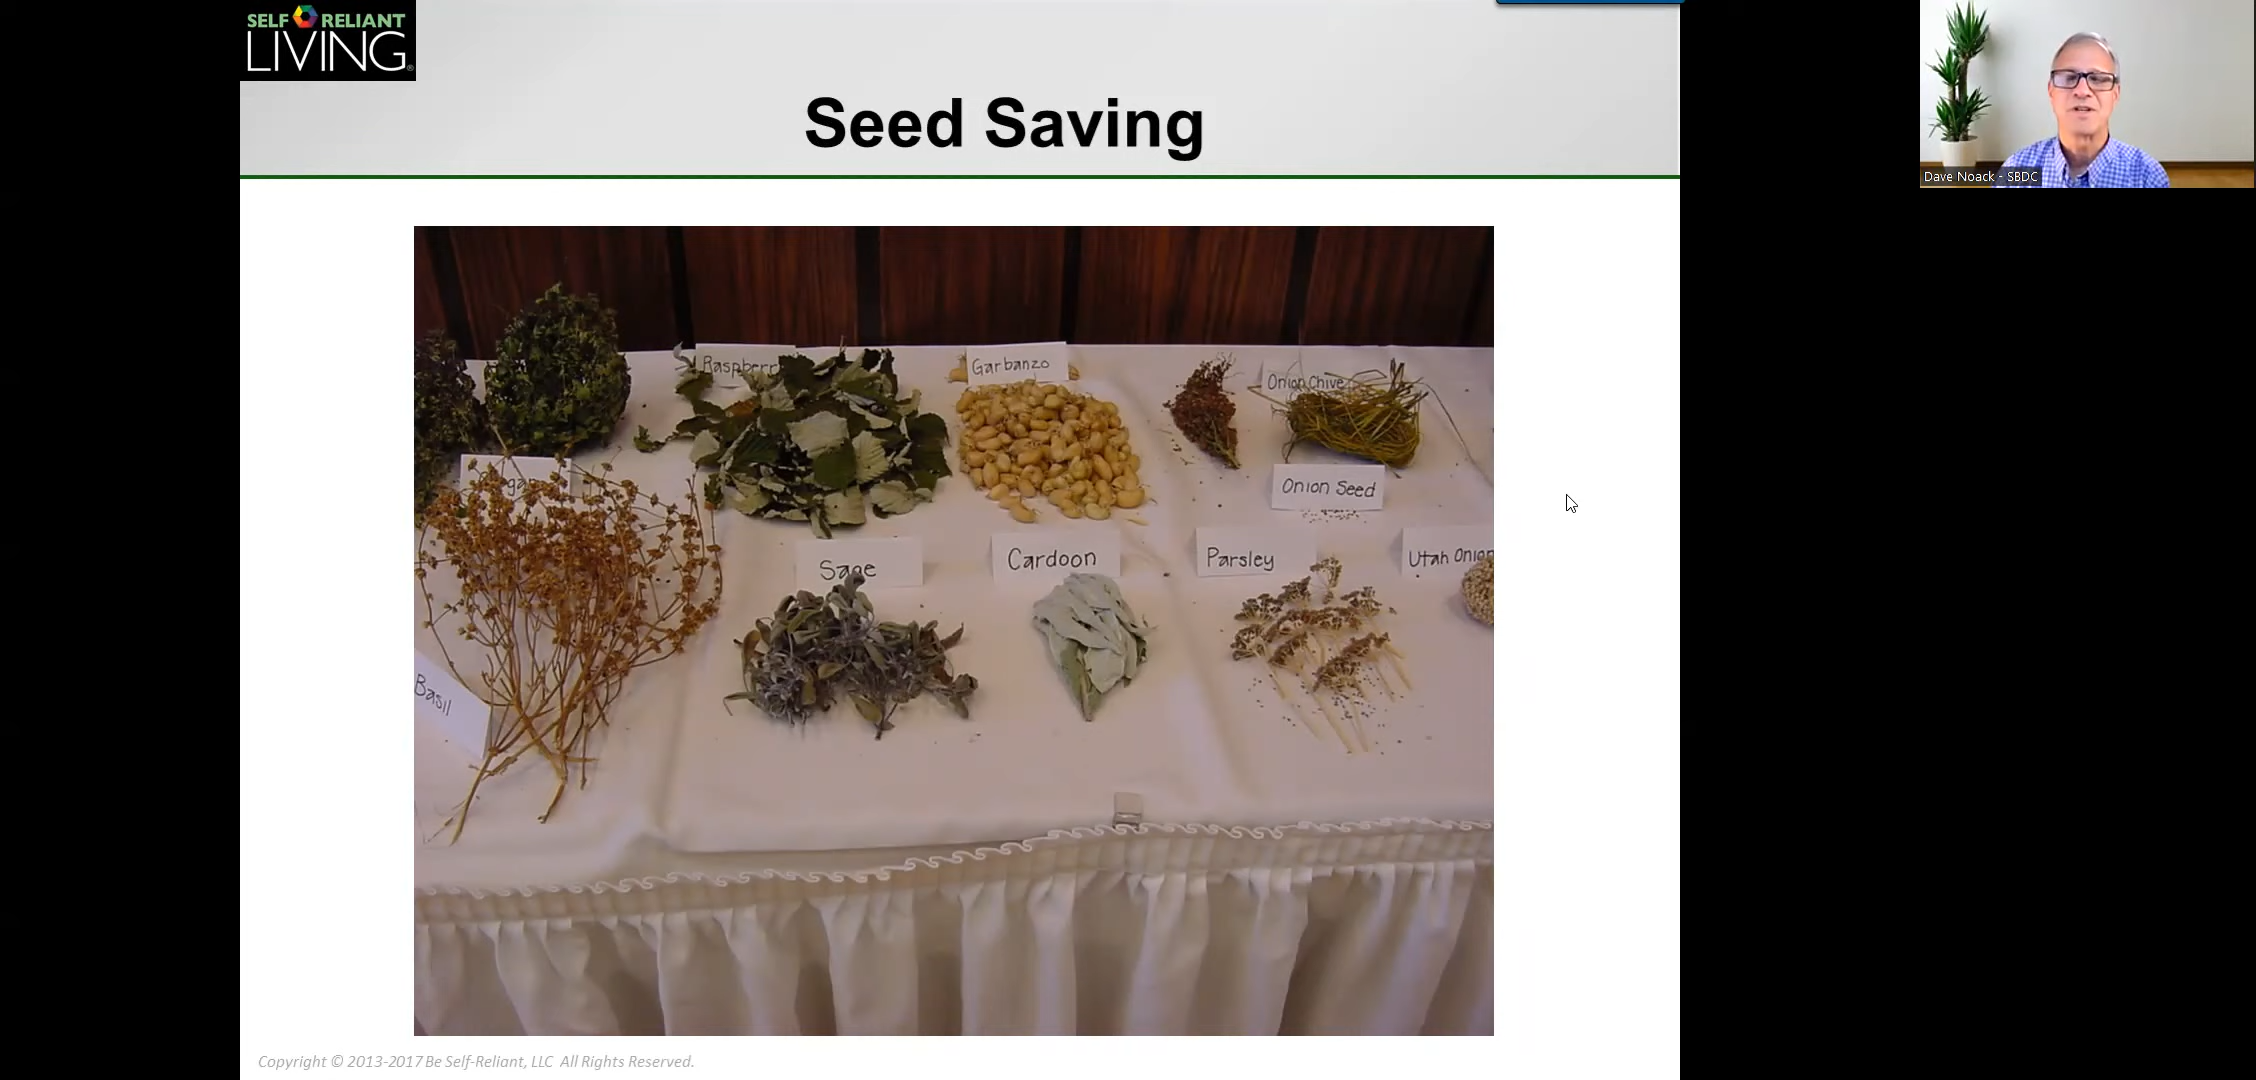 SELF RELIANT
LIVING®
Seed Saving
Dave Noack - SBDC
Raspberr
Garbanzo
Onion Chive
Onion Seed
Sage
Cardoon
Parsley
Utah Onion
Basil
Copyright © 2013-2017 Be Self-Reliant, LLC All Rights Reserved.